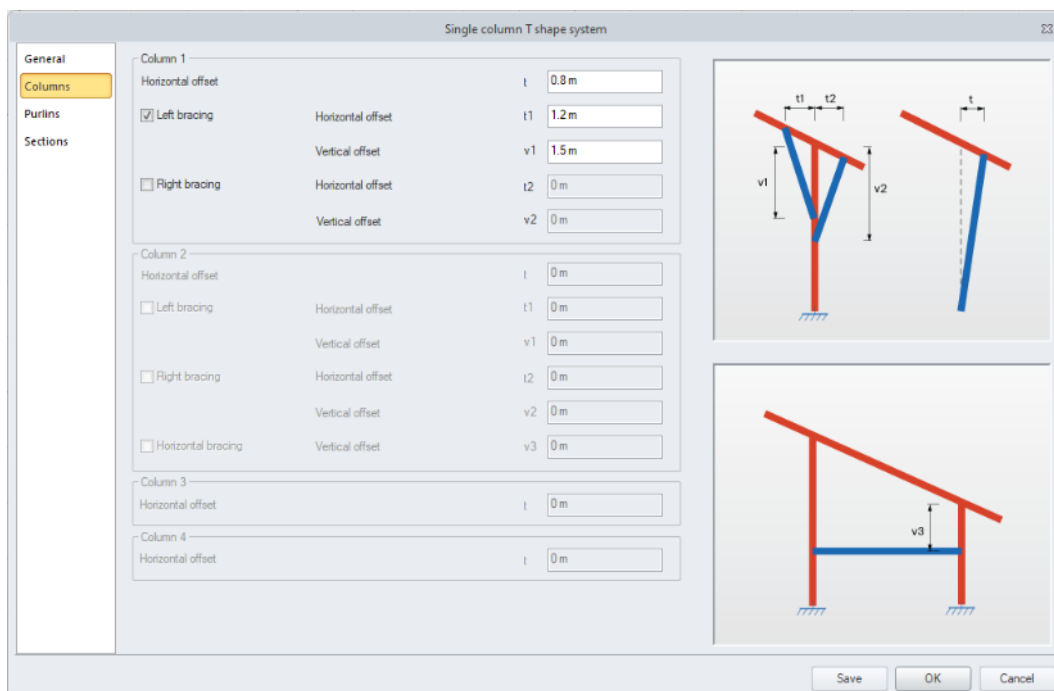 Single column T shape system
General
Columns
Purlins
Sections
Column 1
Horizontal offset t 0.8 m
Left bracing Horizontal offset t1 1.2 m
Vertical offset v1 1.5 m
Right bracing Horizontal offset t2 0 m
Vertical offset v2 0 m
Column 2
Horizontal offset t 0 m
Left bracing Horizontal offset t1 0 m
Vertical offset v1 0 m
Right bracing Horizontal offset t2 0 m
Vertical offset v2 0 m
Horizontal bracing Vertical offset v3 0 m
Column 3
Horizontal offset t 0 m
Column 4
Horizontal offset t 0 m
t1 t2 t
v1 v2
v3
Save OK Cancel